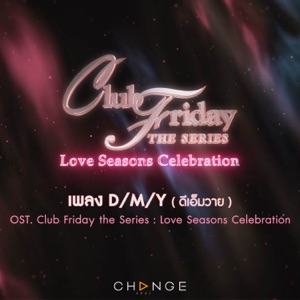 Club Friday
THE SERIES
Love Seasons Celebration
เพลง D/M/Y ( ดีเอ็มวาย )
OST. Club Friday the Series : Love Seasons Celebration
CHANGE